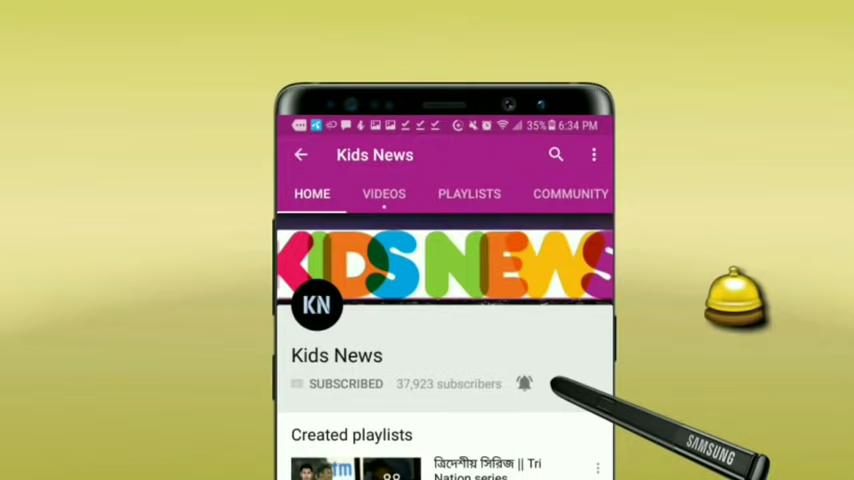 35% 6:34 PM
Kids News
HOME VIDEOS PLAYLISTS COMMUNITY
KIDS NEWS
KN
Kids News
SUBSCRIBED 37,923 subscribers
SAMSUNG
Created playlists
ত্রিদেশীয় সিরিজ || Tri
Nation series
88